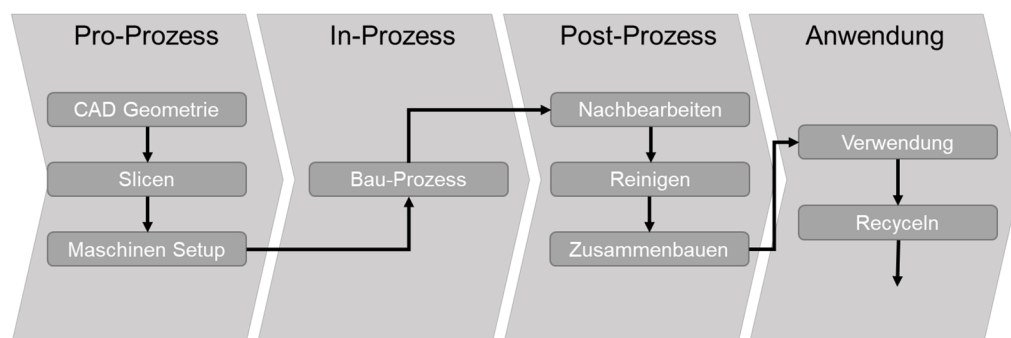 Pro-Prozess
CAD Geometrie
Slicen
Maschinen Setup
In-Prozess
Bau-Prozess
Post-Prozess
Nachbearbeiten
Reinigen
Zusammenbauen
Anwendung
Verwendung
Recyceln